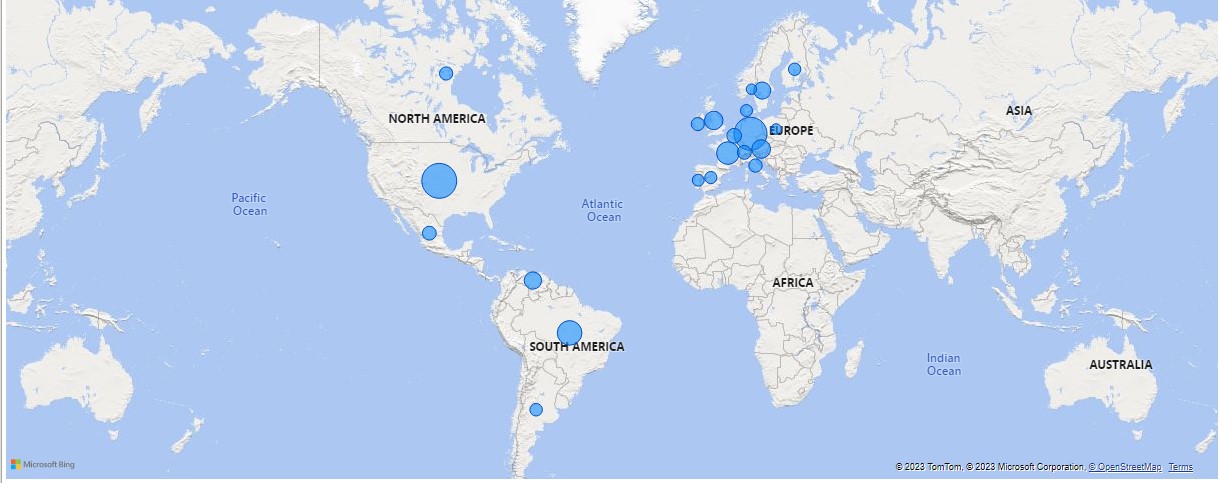 ASIA
NORTH AMERICA
EUROPE
Pacific
Ocean
Atlantic
Ocean
AFRICA
SOUTH AMERICA
Indian
Ocean
AUSTRALIA
Microsoft Bing
© 2023 TomTom, © 2023 Microsoft Corporation, © OpenStreetMap Terms